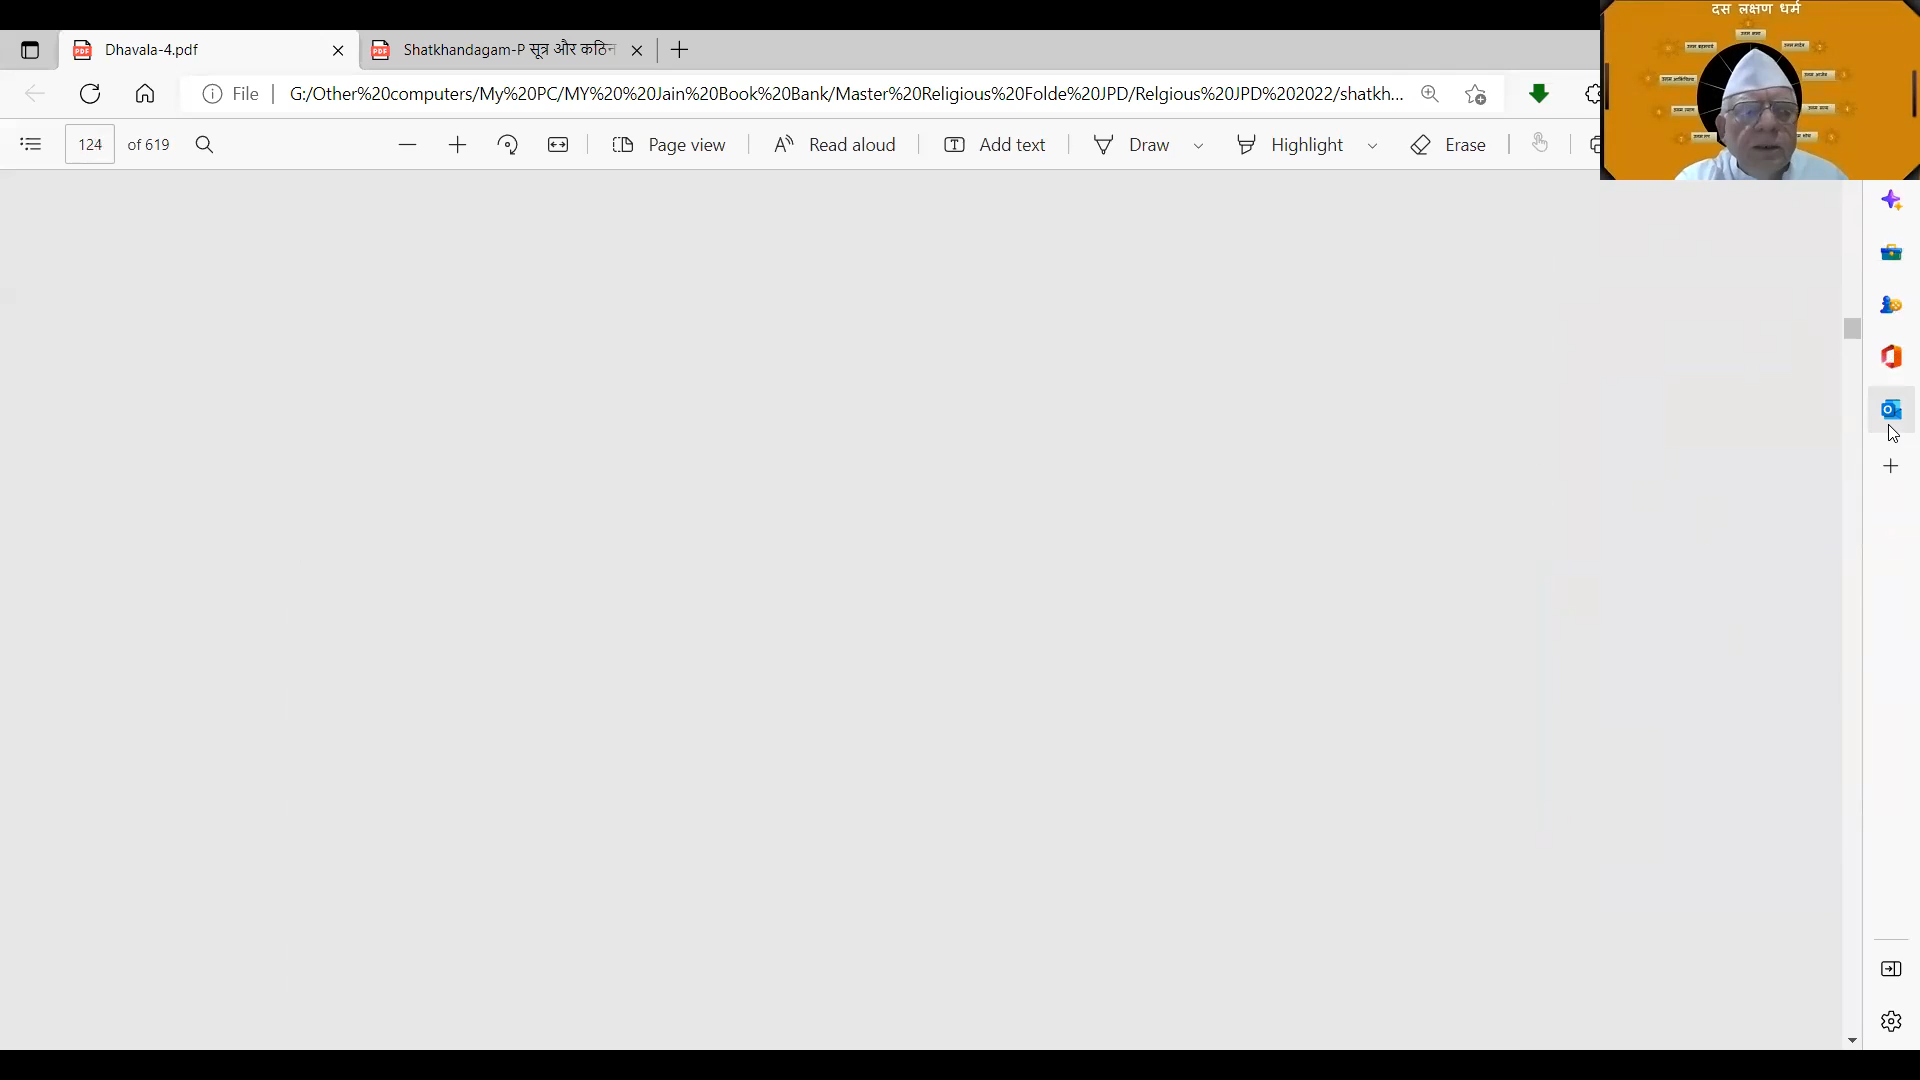 दस लक्षण धर्म
Dhavala-4.pdf
Shatkhandagam-P सूत्र और कठिन
File
G:/Other%20computers/My%20PC/MY%20%20Jain%20Book%20Bank/Master%20Religious%20Folde%20JPD/Relgious%20JPD%202022/shatkh...
124 of 619
Page view
Read aloud
Add text
Draw
Highlight
Erase